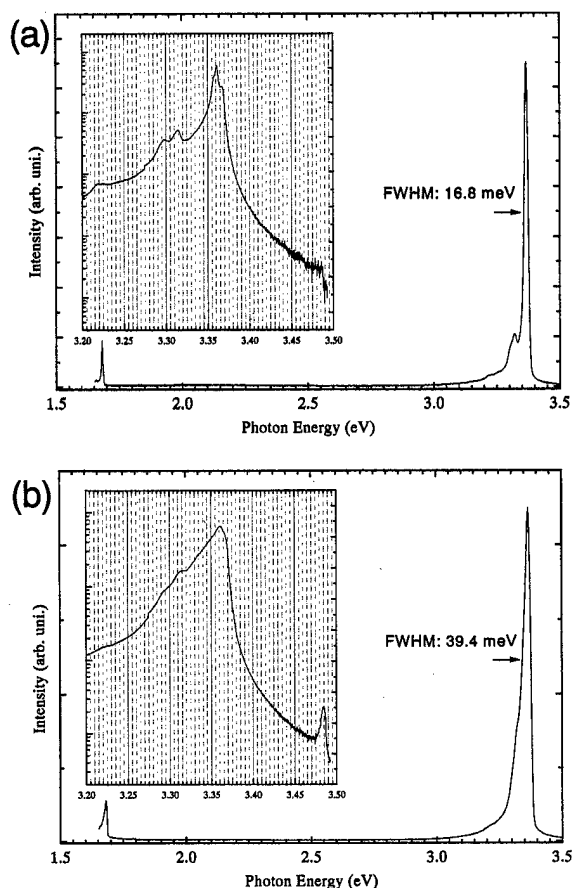 (a)
Intensity (arb. uni.)
FWHM: 16.8 meV
3.20 3.25 3.30 3.35 3.40 3.45 3.50
1.5 2.0 2.5 3.0 3.5
Photon Energy (eV)
(b)
Intensity (arb. uni.)
FWHM: 39.4 meV
3.20 3.25 3.30 3.35 3.40 3.45 3.50
1.5 2.0 2.5 3.0 3.5
Photon Energy (eV)